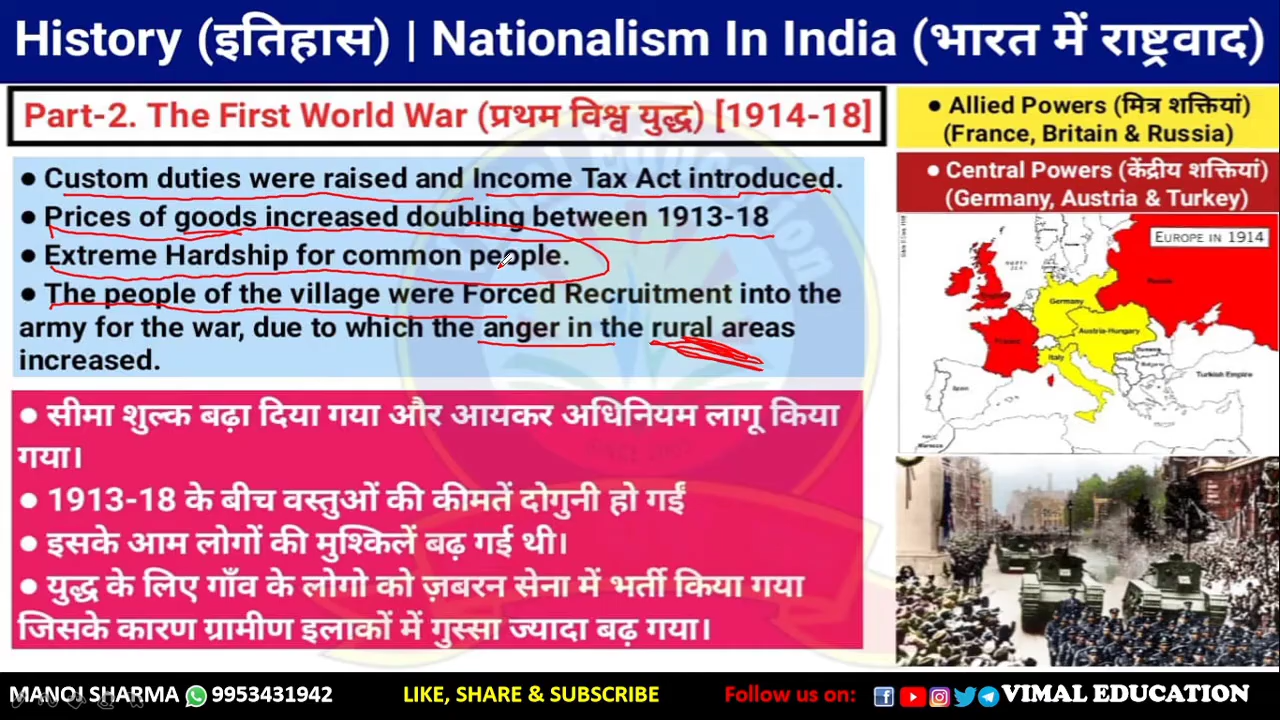 History (इतिहास) | Nationalism In India (भारत में राष्ट्रवाद)
Part-2. The First World War (प्रथम विश्व युद्ध) [1914-18]
● Custom duties were raised and Income Tax Act introduced.
● Prices of goods increased doubling between 1913-18
● Extreme Hardship for common people.
● The people of the village were Forced Recruitment into the
army for the war, due to which the anger in the rural areas
increased.
● सीमा शुल्क बढ़ा दिया गया और आयकर अधिनियम लागू किया
गया।
● 1913-18 के बीच वस्तुओं की कीमतें दोगुनी हो गईं
● इसके आम लोगों की मुश्किलें बढ़ गई थी।
● युद्ध के लिए गाँव के लोगो को ज़बरन सेना में भर्ती किया गया
जिसके कारण ग्रामीण इलाकों में गुस्सा ज्यादा बढ़ गया।
● Allied Powers (मित्र शक्तियां)
(France, Britain & Russia)
● Central Powers (केंद्रीय शक्तियां)
(Germany, Austria & Turkey)
EUROPE IN 1914
Russia
Germany
Austria-Hungary
France
Italy
Spain
Turkish Empire
Morocco
MANOJ SHARMA 9953431942
LIKE, SHARE & SUBSCRIBE
Follow us on:
VIMAL EDUCATION